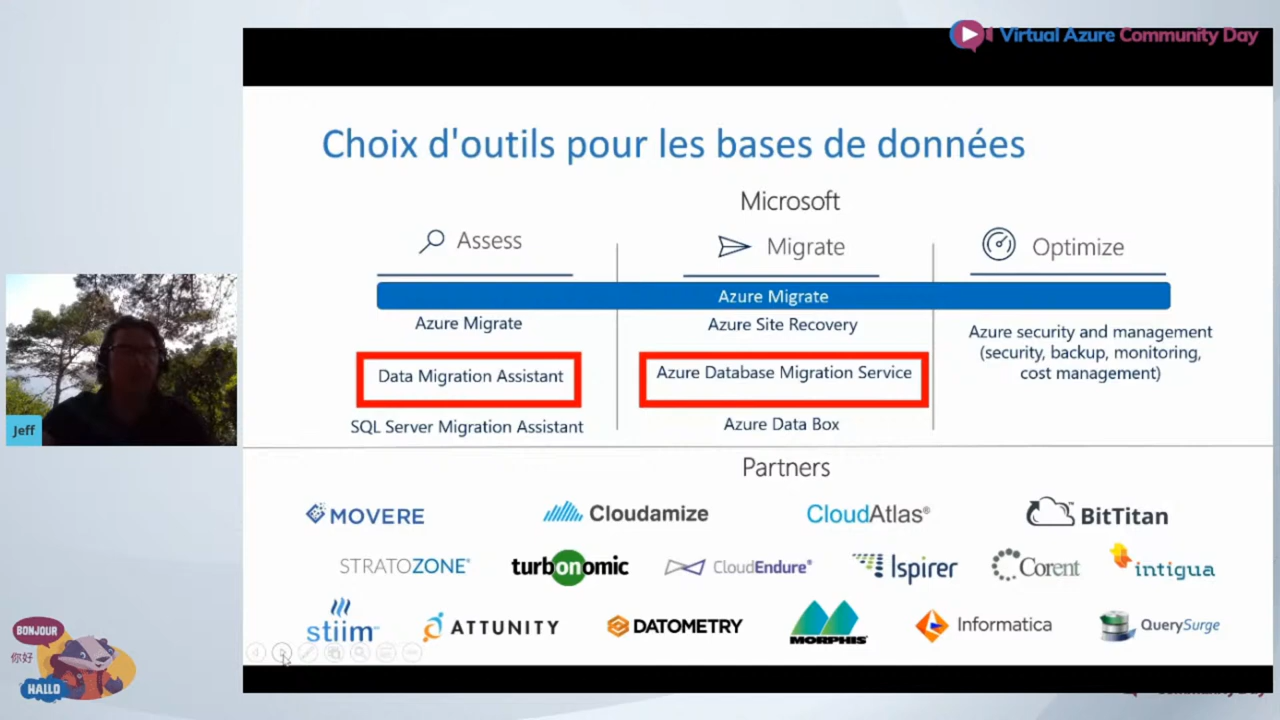 Virtual Azure Community Day
Choix d'outils pour les bases de données
Microsoft
Assess
Migrate
Optimize
Azure Migrate
Azure Migrate
Azure Site Recovery
Azure security and management
(security, backup, monitoring,
cost management)
Data Migration Assistant
Azure Database Migration Service
SQL Server Migration Assistant
Azure Data Box
Jeff
Partners
MOVERE
Cloudamize
CloudAtlas®
BitTitan
STRATOZONE®
turbonomic
CloudEndure®
Ispirer
Corent
intigua
striim™
ATTUNITY
DATOMETRY
MORPHIS
Informatica
QuerySurge
BONJOUR
你好
HALLO